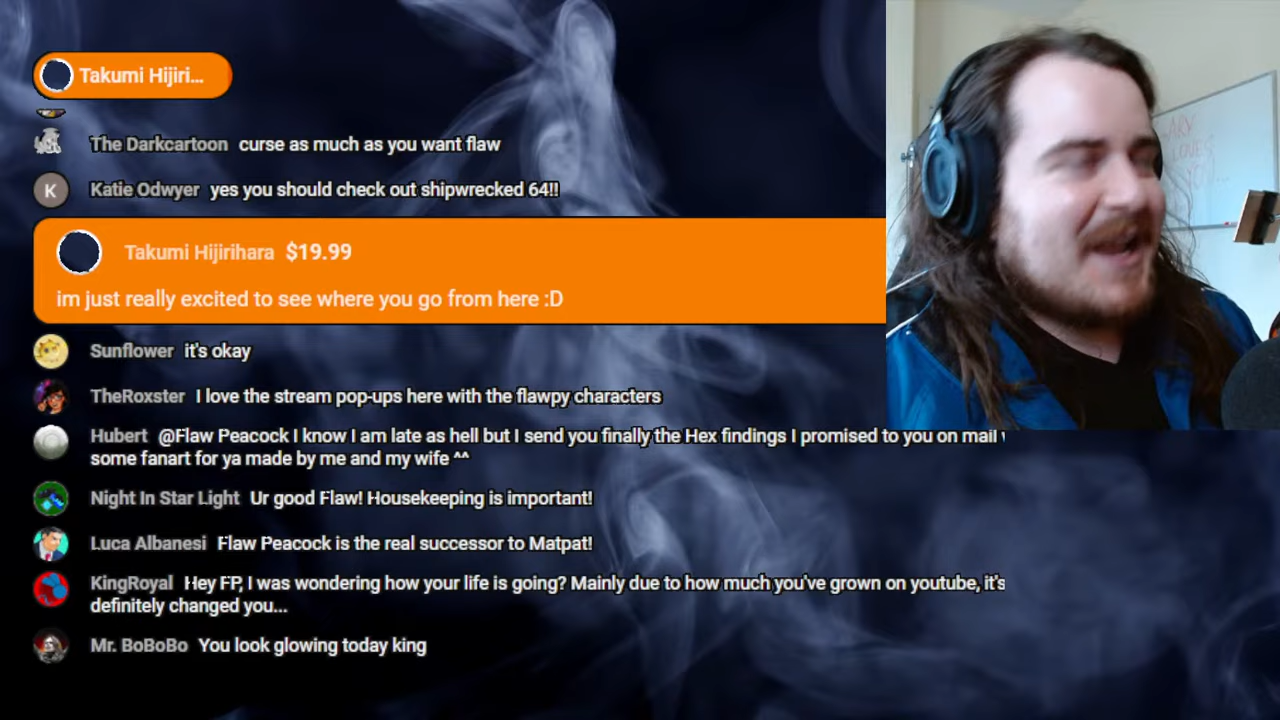 Takumi Hijiri...
The Darkcartoon curse as much as you want flaw
K Katie Odwyer yes you should check out shipwrecked 64!!
Takumi Hijirihara $19.99
im just really excited to see where you go from here :D
Sunflower it's okay
TheRoxster I love the stream pop-ups here with the flawpy characters
Hubert @Flaw Peacock I know I am late as hell but I send you finally the Hex findings I promised to you on mail
some fanart for ya made by me and my wife ^^
Night In Star Light Ur good Flaw! Housekeeping is important!
Luca Albanesi Flaw Peacock is the real successor to Matpat!
KingRoyal Hey FP, I was wondering how your life is going? Mainly due to how much you've grown on youtube, it's
definitely changed you...
Mr. BoBoBo You look glowing today king